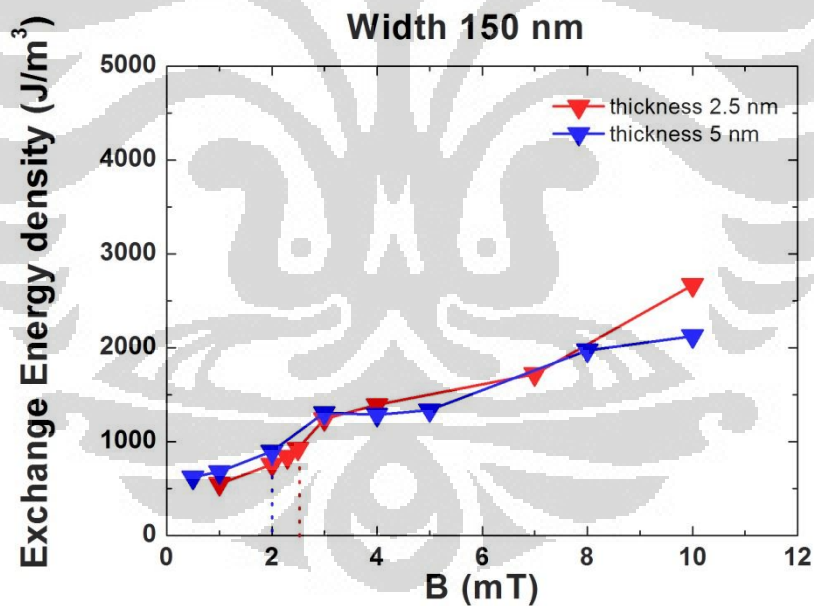 Width 150 nm
Exchange Energy density (J/m³)
5000
4000
3000
2000
1000
0
thickness 2.5 nm
thickness 5 nm
0 2 4 6 8 10 12
B (mT)